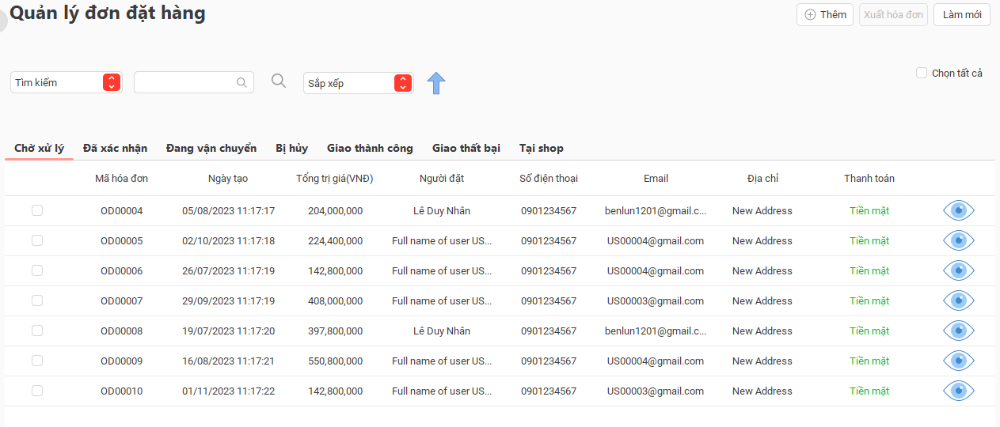 Quản lý đơn đặt hàng
Thêm Xuất hóa đơn Làm mới
Tìm kiếm Sắp xếp Chọn tất cả
Chờ xử lý Đã xác nhận Đang vận chuyển Bị hủy Giao thành công Giao thất bại Tại shop
Mã hóa đơn Ngày tạo Tổng trị giá(VNĐ) Người đặt Số điện thoại Email Địa chỉ Thanh toán
OD00004 05/08/2023 11:17:17 204,000,000 Lê Duy Nhân 0901234567 benlun1201@gmail.c... New Address Tiền mặt
OD00005 02/10/2023 11:17:18 224,400,000 Full name of user US... 0901234567 US00004@gmail.com New Address Tiền mặt
OD00006 26/07/2023 11:17:19 142,800,000 Full name of user US... 0901234567 US00004@gmail.com New Address Tiền mặt
OD00007 29/09/2023 11:17:19 408,000,000 Full name of user US... 0901234567 US00003@gmail.com New Address Tiền mặt
OD00008 19/07/2023 11:17:20 397,800,000 Lê Duy Nhân 0901234567 benlun1201@gmail.c... New Address Tiền mặt
OD00009 16/08/2023 11:17:21 550,800,000 Full name of user US... 0901234567 US00004@gmail.com New Address Tiền mặt
OD00010 01/11/2023 11:17:22 142,800,000 Full name of user US... 0901234567 US00003@gmail.com New Address Tiền mặt